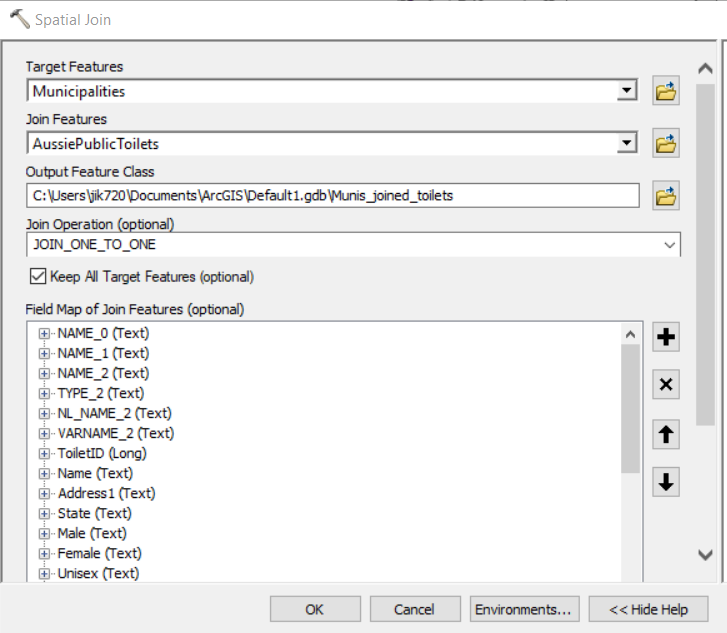 Spatial Join
Target Features
Municipalities
Join Features
AussiePublicToilets
Output Feature Class
C:\Users\jik720\Documents\ArcGIS\Default1.gdb\Munis_joined_toilets
Join Operation (optional)
JOIN_ONE_TO_ONE
Keep All Target Features (optional)
Field Map of Join Features (optional)
NAME_0 (Text)
NAME_1 (Text)
NAME_2 (Text)
TYPE_2 (Text)
NL_NAME_2 (Text)
VARNAME_2 (Text)
ToiletID (Long)
Name (Text)
Address1 (Text)
State (Text)
Male (Text)
Female (Text)
Unisex (Text)
OK Cancel Environments... << Hide Help